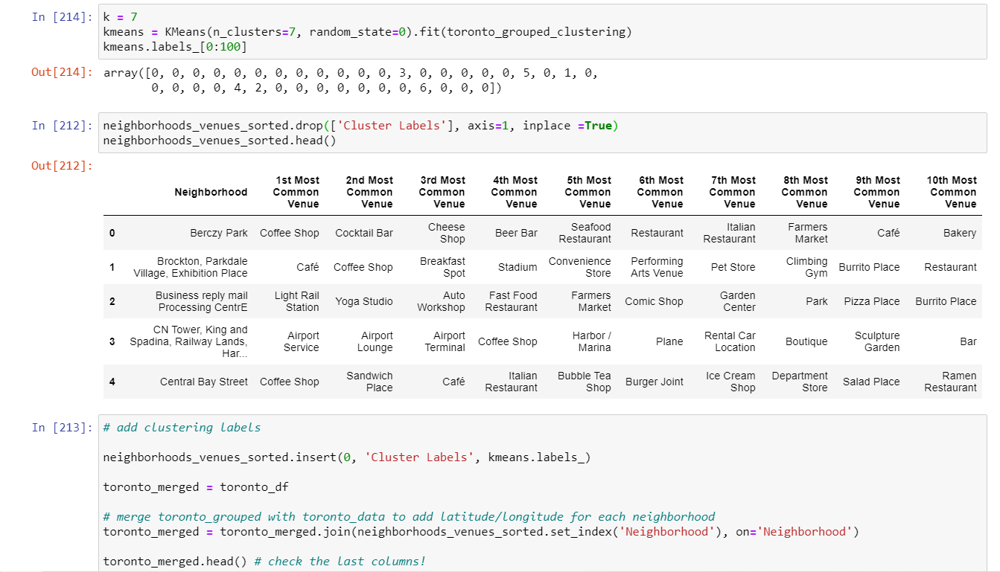 In [214]: k = 7
kmeans = KMeans(n_clusters=7, random_state=0).fit(toronto_grouped_clustering)
kmeans.labels_[0:100]
Out[214]: array([0, 0, 0, 0, 0, 0, 0, 0, 0, 0, 0, 0, 3, 0, 0, 0, 0, 0, 5, 0, 1, 0,
0, 0, 0, 0, 4, 2, 0, 0, 0, 0, 0, 0, 0, 6, 0, 0, 0])
In [212]: neighborhoods_venues_sorted.drop(['Cluster Labels'], axis=1, inplace =True)
neighborhoods_venues_sorted.head()
Out[212]:
Neighborhood 1st Most Common Venue 2nd Most Common Venue 3rd Most Common Venue 4th Most Common Venue 5th Most Common Venue 6th Most Common Venue 7th Most Common Venue 8th Most Common Venue 9th Most Common Venue 10th Most Common Venue
0 Berczy Park Coffee Shop Cocktail Bar Cheese Shop Beer Bar Seafood Restaurant Restaurant Italian Restaurant Farmers Market Café Bakery
1 Brockton, Parkdale Village, Exhibition Place Café Coffee Shop Breakfast Spot Stadium Convenience Store Performing Arts Venue Pet Store Climbing Gym Burrito Place Restaurant
2 Business reply mail Processing CentrE Light Rail Station Yoga Studio Auto Workshop Fast Food Restaurant Farmers Market Comic Shop Garden Center Park Pizza Place Burrito Place
3 CN Tower, King and Spadina, Railway Lands, Har... Airport Service Airport Lounge Airport Terminal Coffee Shop Harbor / Marina Plane Rental Car Location Boutique Sculpture Garden Bar
4 Central Bay Street Coffee Shop Sandwich Place Café Italian Restaurant Bubble Tea Shop Burger Joint Ice Cream Shop Department Store Salad Place Ramen Restaurant
In [213]: # add clustering labels
neighborhoods_venues_sorted.insert(0, 'Cluster Labels', kmeans.labels_)
toronto_merged = toronto_df
# merge toronto_grouped with toronto_data to add latitude/longitude for each neighborhood
toronto_merged = toronto_merged.join(neighborhoods_venues_sorted.set_index('Neighborhood'), on='Neighborhood')
toronto_merged.head() # check the last columns!